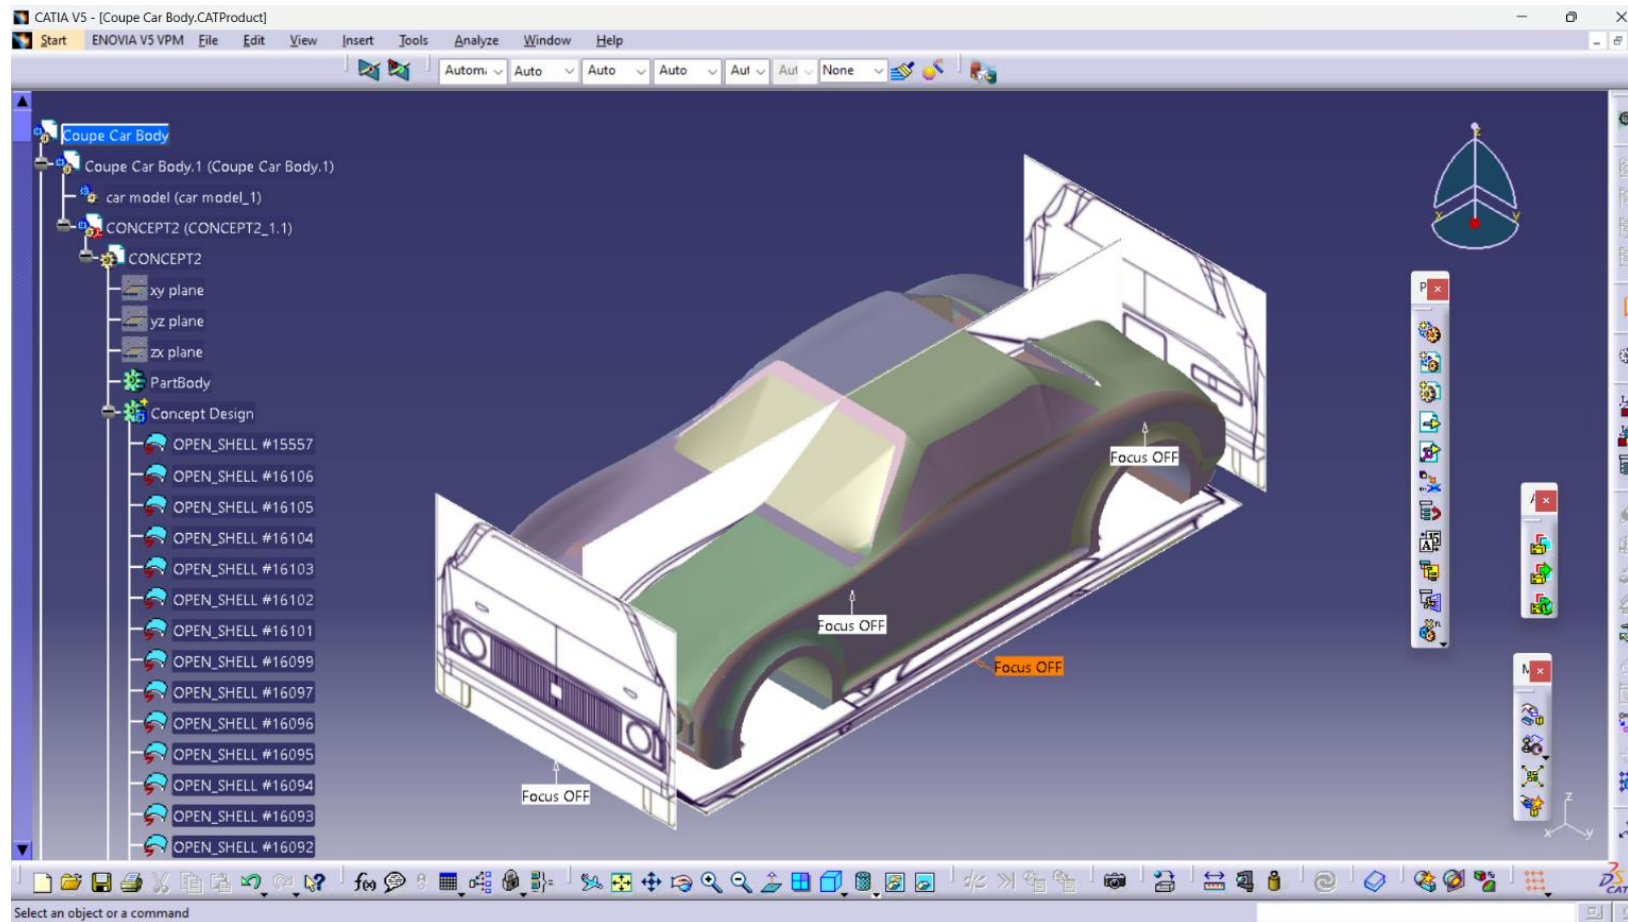 CATIA V5 - [Coupe Car Body.CATProduct]
Start ENOVIA V5 VPM File Edit View Insert Tools Analyze Window Help
Auto Auto Auto None
Coupe Car Body
Coupe Car Body.1 (Coupe Car Body.1)
car model (car model_1)
CONCEPT2 (CONCEPT2_1.1)
CONCEPT2
xy plane
yz plane
zx plane
PartBody
Concept Design
OPEN_SHELL #15557
OPEN_SHELL #16106
OPEN_SHELL #16105
OPEN_SHELL #16104
OPEN_SHELL #16103
OPEN_SHELL #16102
OPEN_SHELL #16101
OPEN_SHELL #16099
OPEN_SHELL #16097
OPEN_SHELL #16096
OPEN_SHELL #16095
OPEN_SHELL #16094
OPEN_SHELL #16093
OPEN_SHELL #16092
Focus OFF
Focus OFF
Focus OFF
Focus OFF
z
x y
P
M
z
x y
Select an object or a command